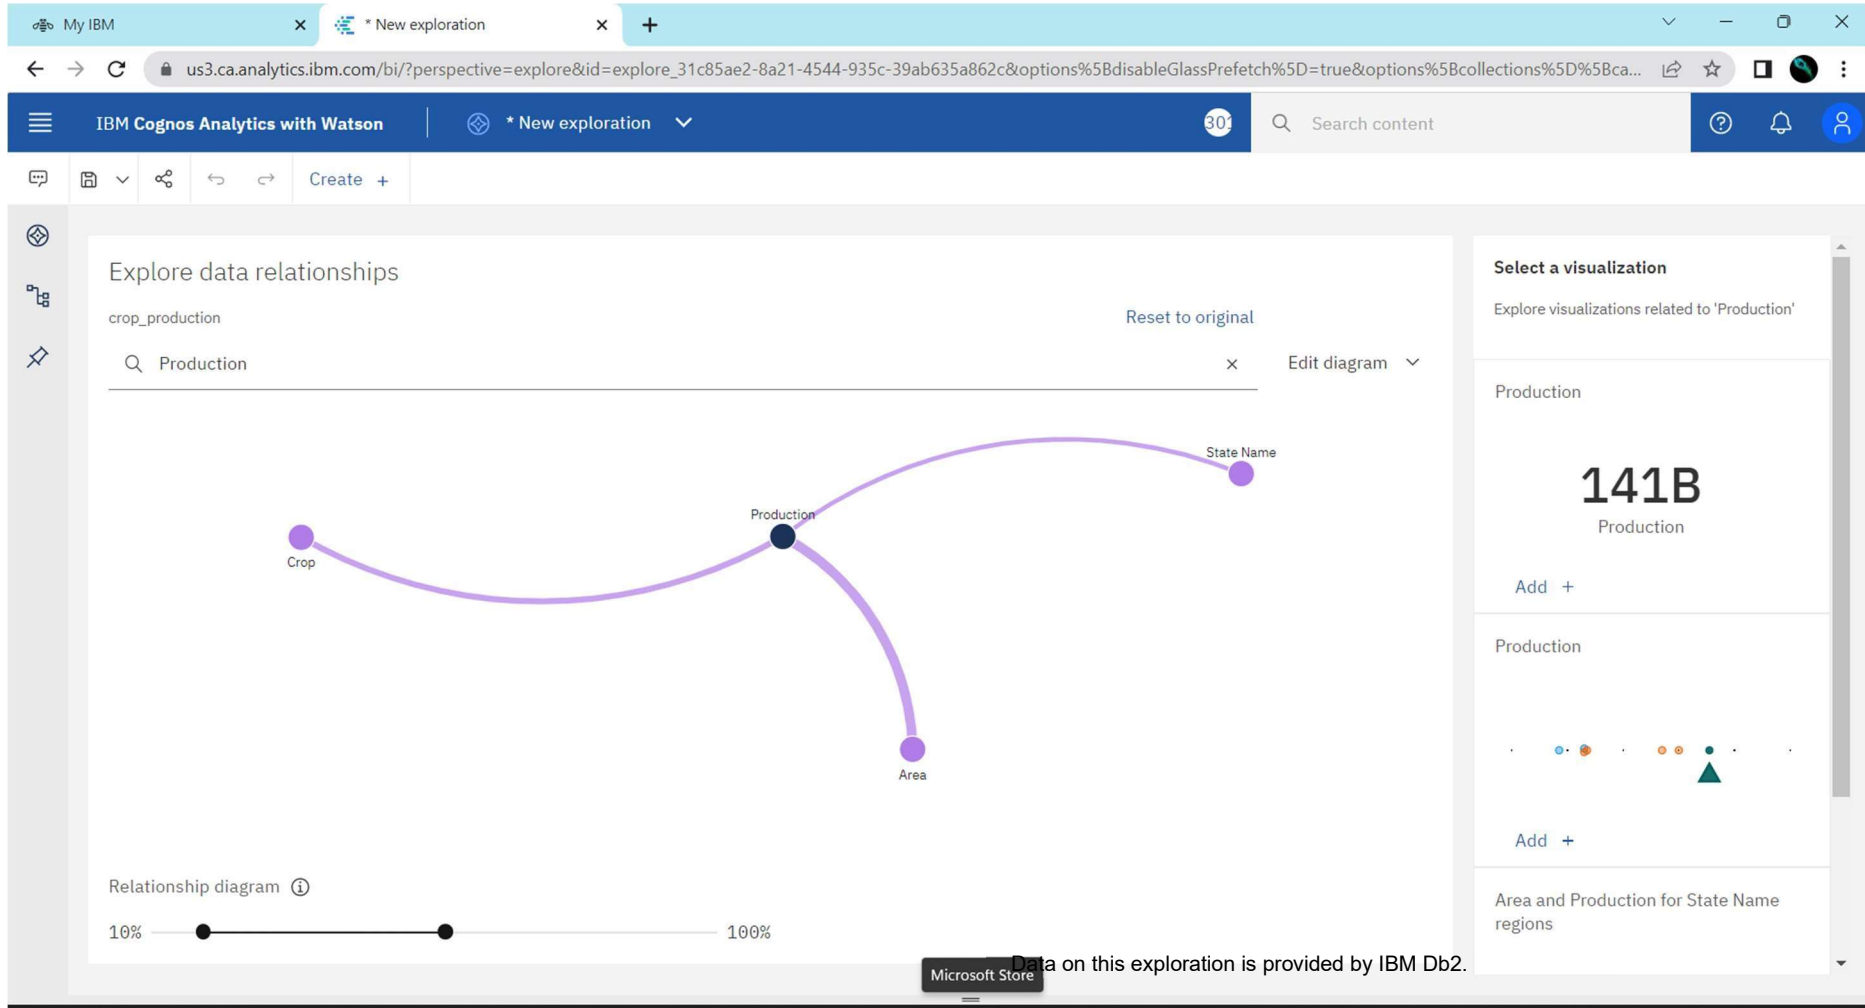 My IBM
* New exploration
us3.ca.analytics.ibm.com/bi/?perspective=explore&id=explore_31c85ae2-8a21-4544-935c-39ab635a862c&options%5BdisableGlassPrefetch%5D=true&options%5Bcollections%5D%5Bca...
IBM Cognos Analytics with Watson
* New exploration
301
Search content
Create +
Explore data relationships
crop_production
Reset to original
Production
Edit diagram
State Name
Production
Crop
Area
Relationship diagram
10%
100%
Select a visualization
Explore visualizations related to 'Production'
Production
141B
Production
Add +
Production
Add +
Area and Production for State Name
regions
Microsoft Store
Data on this exploration is provided by IBM Db2.